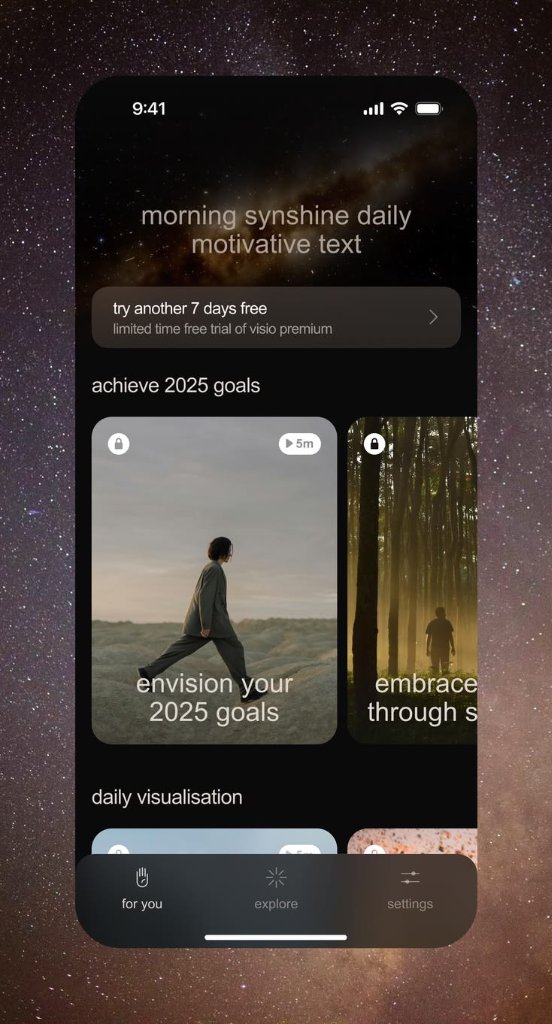 9:41
morning synshine daily
motivative text
try another 7 days free
limited time free trial of visio premium
achieve 2025 goals
5m
envision your
2025 goals
embrace
through s
daily visualisation
for you
explore
settings